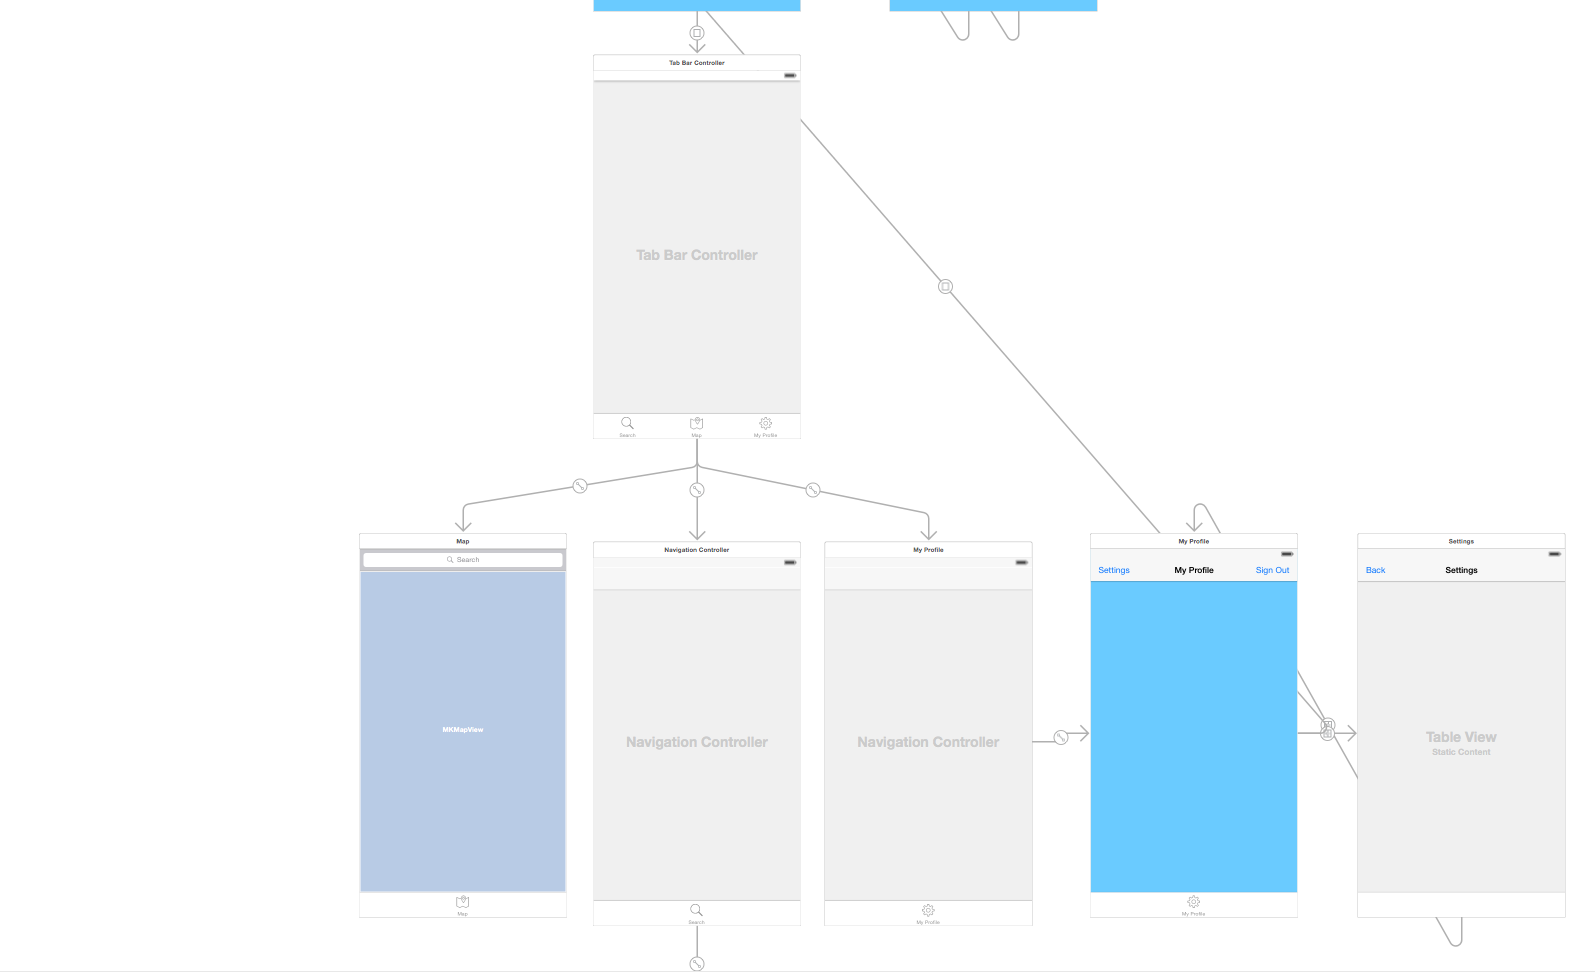 Tab Bar Controller
Tab Bar Controller
Search
Map
My Profile
Map
Search
MKMapView
Map
Navigation Controller
Navigation Controller
Search
My Profile
Navigation Controller
My Profile
My Profile
Settings
My Profile
Sign Out
My Profile
Settings
Back
Settings
Table View
Static Content